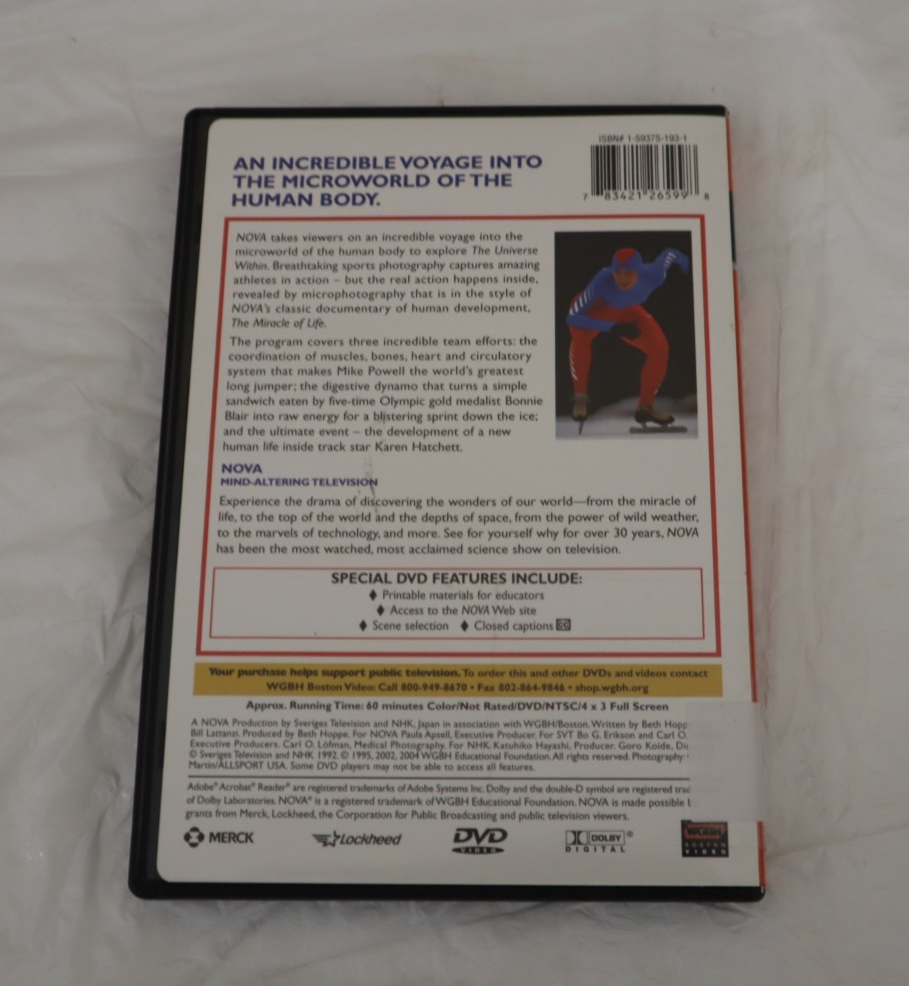 ISBN# 1-59375-193-1
7 83421 26599 8
AN INCREDIBLE VOYAGE INTO
THE MICROWORLD OF THE
HUMAN BODY.
NOVA takes viewers on an incredible voyage into the
microworld of the human body to explore The Universe
Within. Breathtaking sports photography captures amazing
athletes in action – but the real action happens inside,
revealed by microphotography that is in the style of
NOVA's classic documentary of human development,
The Miracle of Life.
The program covers three incredible team efforts: the
coordination of muscles, bones, heart and circulatory
system that makes Mike Powell the world's greatest
long jumper; the digestive dynamo that turns a simple
sandwich eaten by five-time Olympic gold medalist Bonnie
Blair into raw energy for a blistering sprint down the ice;
and the ultimate event – the development of a new
human life inside track star Karen Hatchett.
NOVA
MIND-ALTERING TELEVISION
Experience the drama of discovering the wonders of our world—from the miracle of
life, to the top of the world and the depths of space, from the power of wild weather,
to the marvels of technology, and more. See for yourself why for over 30 years, NOVA
has been the most watched, most acclaimed science show on television.
SPECIAL DVD FEATURES INCLUDE:
♦ Printable materials for educators
♦ Access to the NOVA Web site
♦ Scene selection ♦ Closed captions CC
Your purchase helps support public television. To order this and other DVDs and videos contact
WGBH Boston Video: Call 800-949-8670 • Fax 802-864-9846 • shop.wgbh.org
Approx. Running Time: 60 minutes Color/Not Rated/DVD/NTSC/4 x 3 Full Screen
A NOVA Production by Sveriges Television and NHK, Japan in association with WGBH/Boston. Written by Beth Hopp
Bill Lattanzi. Produced by Beth Hoppe. For NOVA Paula Apsell, Executive Producer. For SVT Bo G. Erikson and Carl O.
Executive Producers. Carl O. Löfman, Medical Photography. For NHK Katuhiko Hayashi, Producer. Goro Koide, Di
© Sveriges Television and NHK 1992. © 1995, 2002, 2004 WGBH Educational Foundation. All rights reserved. Photography:
Martin/ALLSPORT USA. Some DVD players may not be able to access all features.
Adobe® Acrobat® Reader® are registered trademarks of Adobe Systems Inc. Dolby and the double-D symbol are registered trac
of Dolby Laboratories. NOVA® is a registered trademark of WGBH Educational Foundation. NOVA is made possible b
grants from Merck, Lockheed, the Corporation for Public Broadcasting and public television viewers.
MERCK Lockheed DVD VIDEO DOLBY® DIGITAL WGBH BOSTON VIDEO